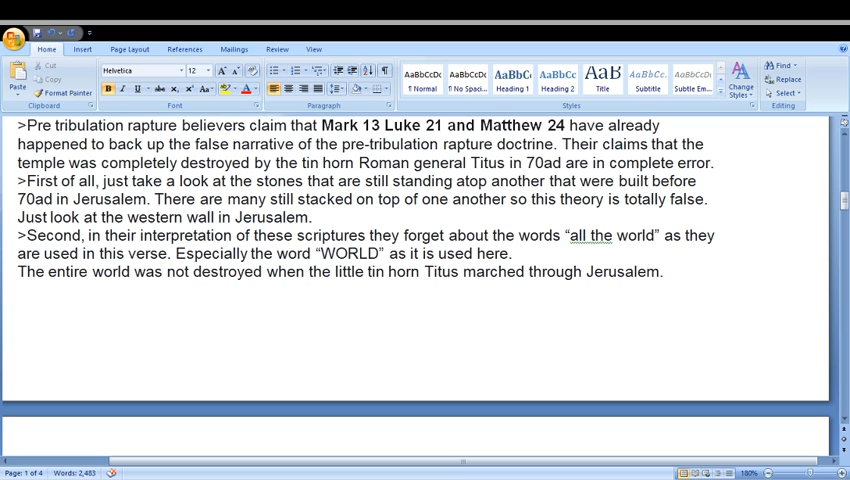 Home Insert Page Layout References Mailings Review View
Cut
Copy
Format Painter
Paste
Clipboard
Helvetica 12
B I U abc x₂ x² Aa
Font
Paragraph
AaBbCcDc AaBbCcDc AaBbCc AaBbCc AaB AaBbCcL AaBbCcDc
¶ Normal ¶ No Spaci... Heading 1 Heading 2 Title Subtitle Subtle Em...
Change Styles
Styles
Find
Replace
Select
Editing
>Pre tribulation rapture believers claim that Mark 13 Luke 21 and Matthew 24 have already
happened to back up the false narrative of the pre-tribulation rapture doctrine. Their claims that the
temple was completely destroyed by the tin horn Roman general Titus in 70ad are in complete error.
>First of all, just take a look at the stones that are still standing atop another that were built before
70ad in Jerusalem. There are many still stacked on top of one another so this theory is totally false.
Just look at the western wall in Jerusalem.
>Second, in their interpretation of these scriptures they forget about the words “all the world” as they
are used in this verse. Especially the word “WORLD” as it is used here.
The entire world was not destroyed when the little tin horn Titus marched through Jerusalem.
Page: 1 of 4 Words: 2,483 180%